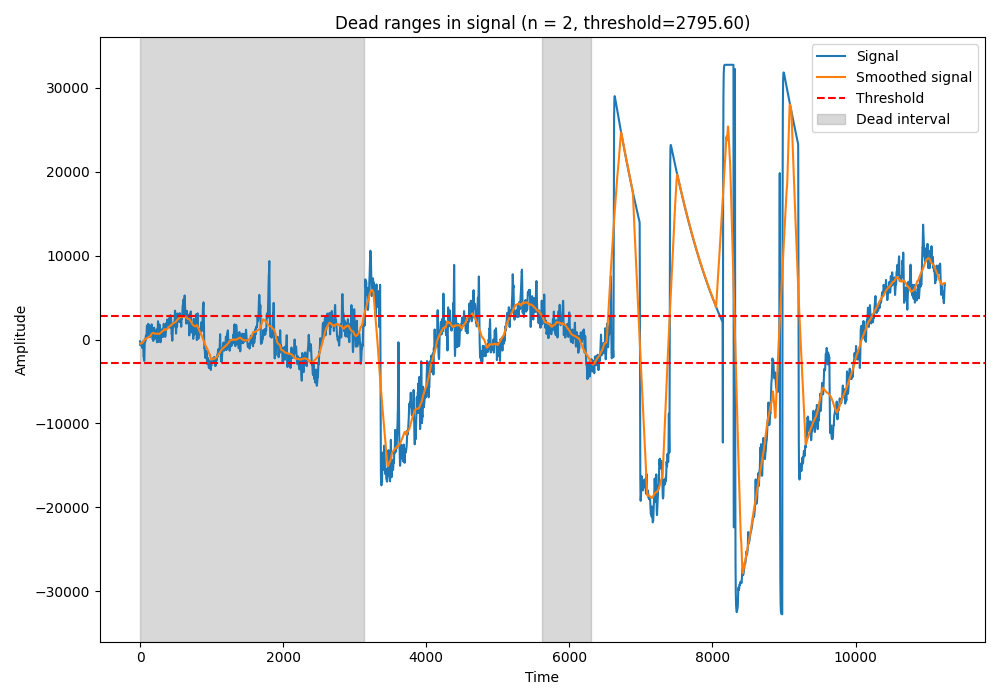 Dead ranges in signal (n = 2, threshold=2795.60)
Signal
Smoothed signal
Threshold
Dead interval
Amplitude
30000
20000
10000
0
−10000
−20000
−30000
0 2000 4000 6000 8000 10000
Time